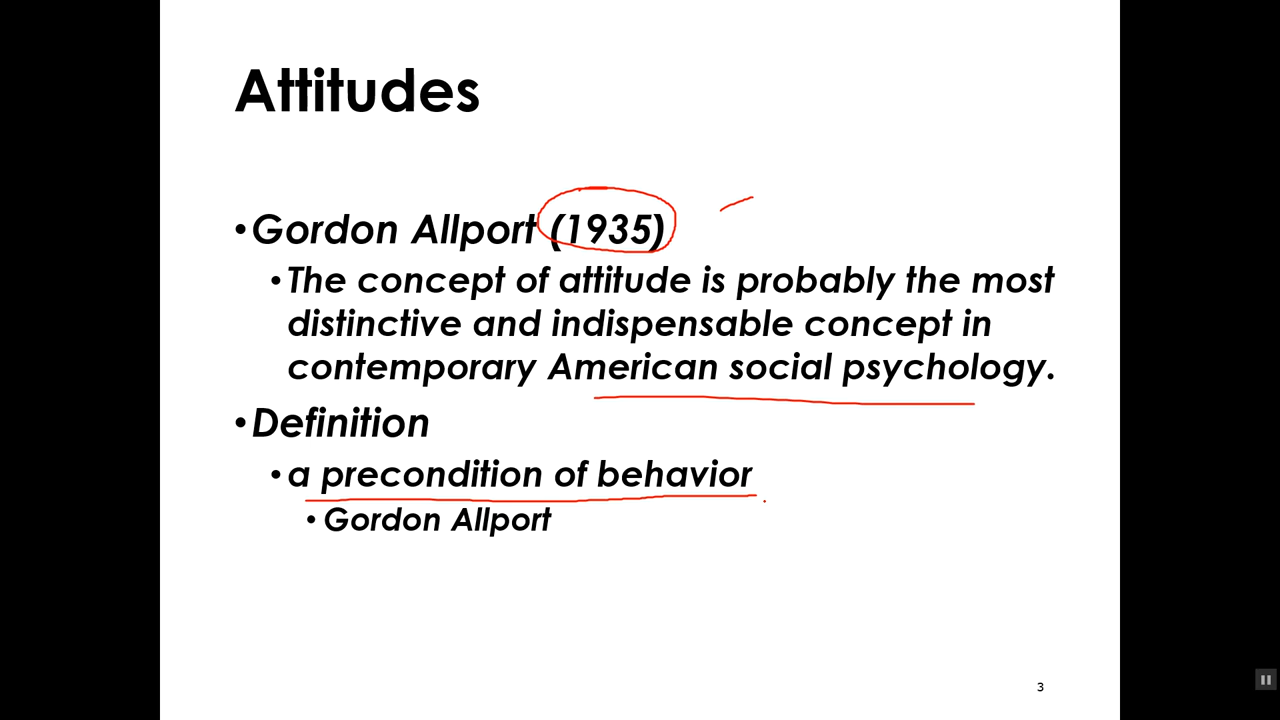 Attitudes
•Gordon Allport (1935)
•The concept of attitude is probably the most
distinctive and indispensable concept in
contemporary American social psychology.
•Definition
•a precondition of behavior
•Gordon Allport
3